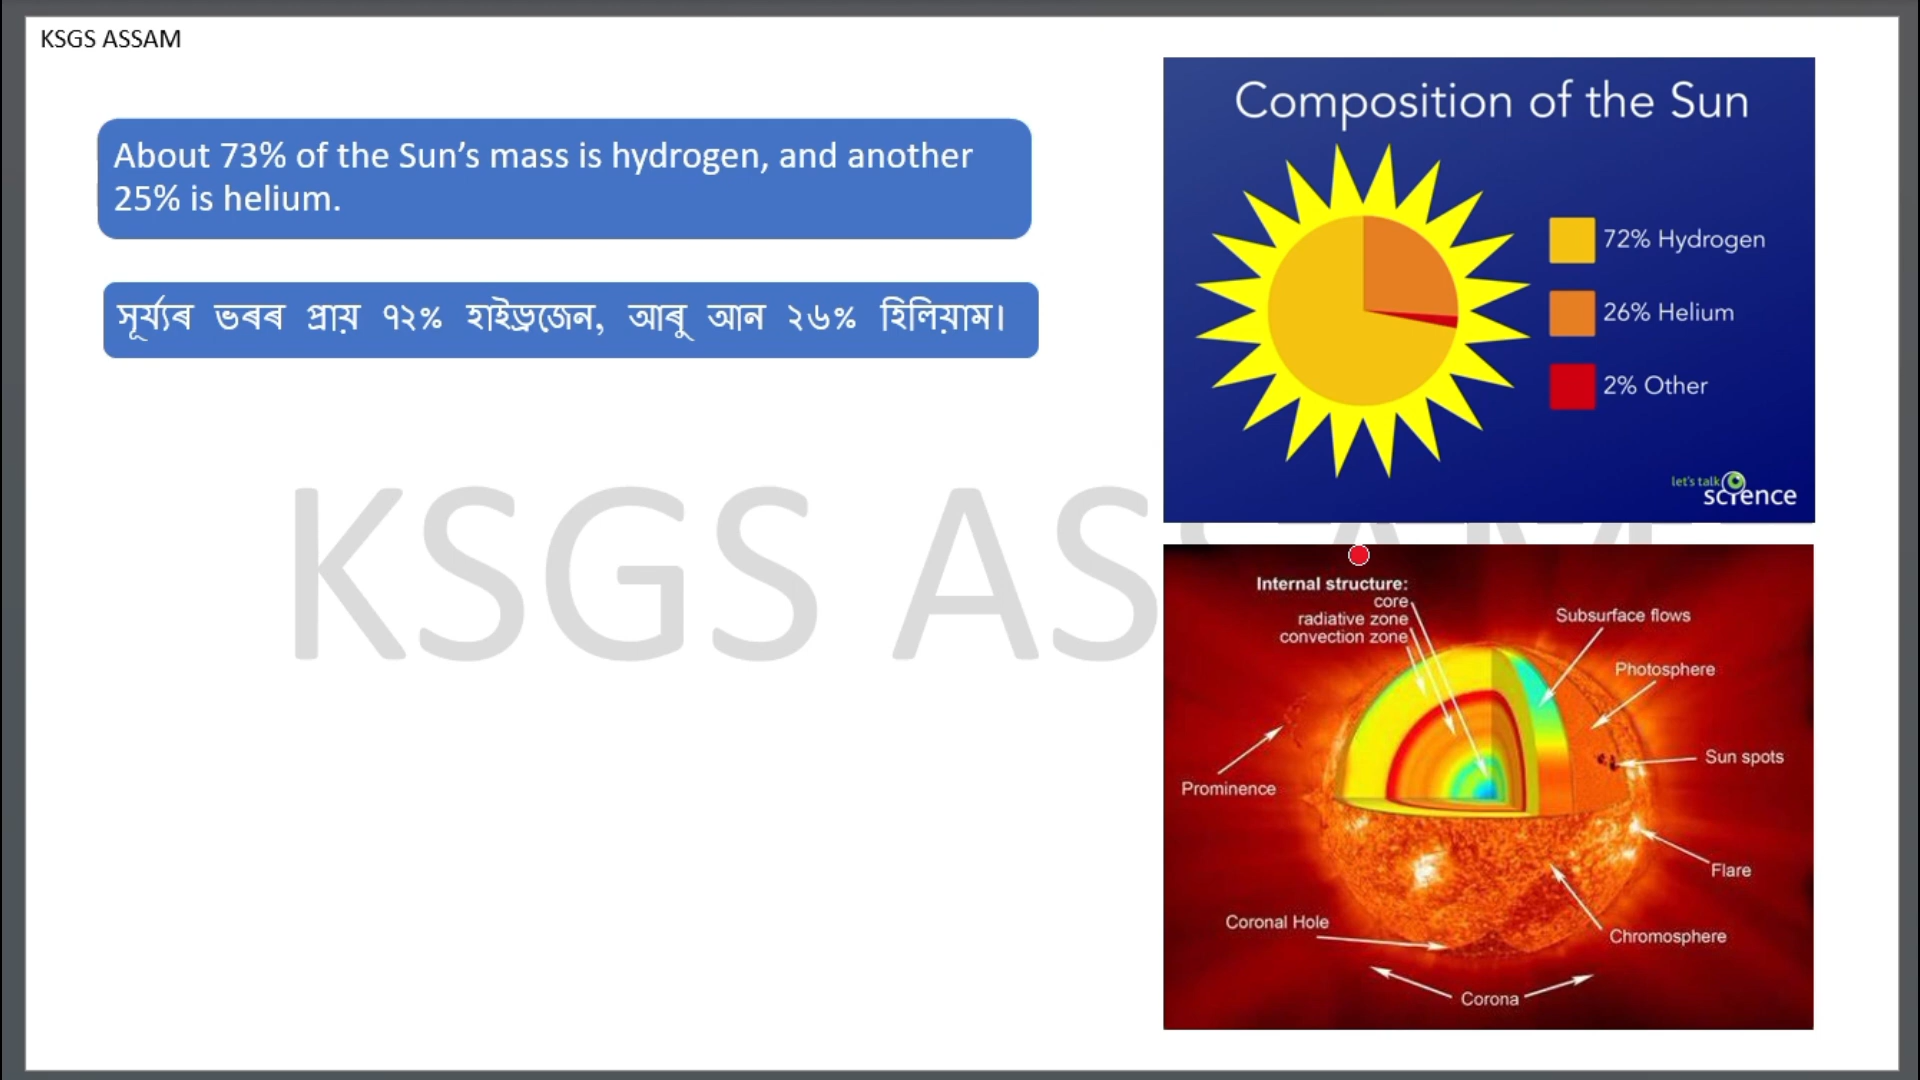 KSGS ASSAM
About 73% of the Sun’s mass is hydrogen, and another
25% is helium.
সূৰ্য্যৰ ভৰৰ প্ৰায় ৭২% হাইড্ৰজেন, আৰু আন ২৬% হিলিয়াম।
Composition of the Sun
72% Hydrogen
26% Helium
2% Other
let's talk
science
KSGS ASSAM
Internal structure:
core
radiative zone
convection zone
Subsurface flows
Photosphere
Sun spots
Prominence
Flare
Coronal Hole
Chromosphere
Corona